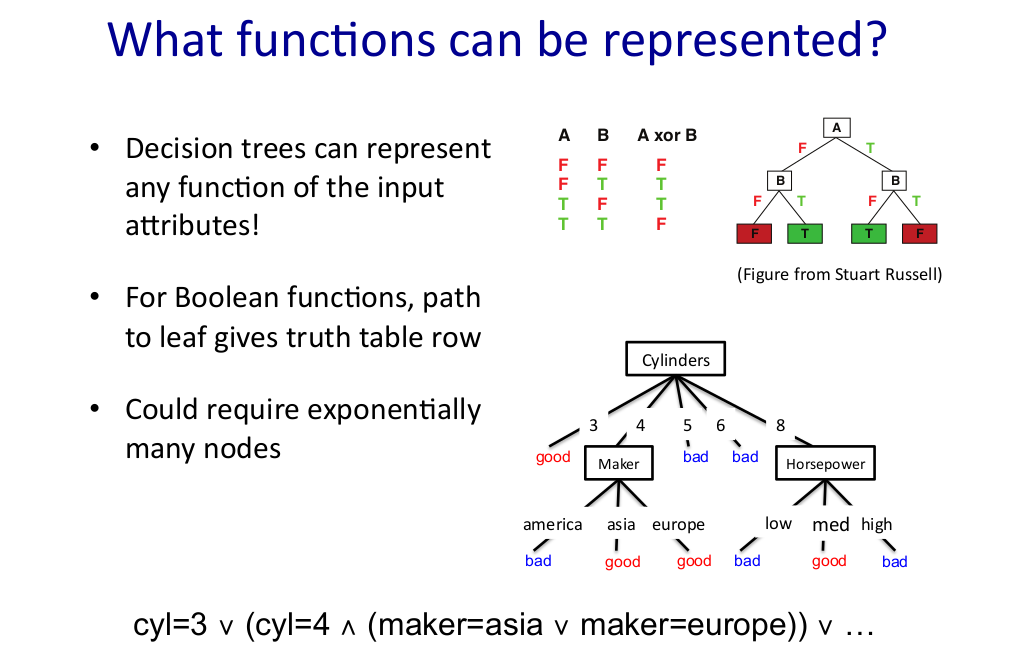 What functions can be represented?
• Decision trees can represent
any function of the input
attributes!
• For Boolean functions, path
to leaf gives truth table row
• Could require exponentially
many nodes
A B A xor B
F F F
F T T
T F T
T T F
A
F T
B B
F T F T
F T T F
(Figure from Stuart Russell)
Cylinders
3 4 5 6 8
good Maker bad bad Horsepower
america asia europe low med high
bad good good bad good bad
cyl=3 ∨ (cyl=4 ∧ (maker=asia ∨ maker=europe)) ∨ …